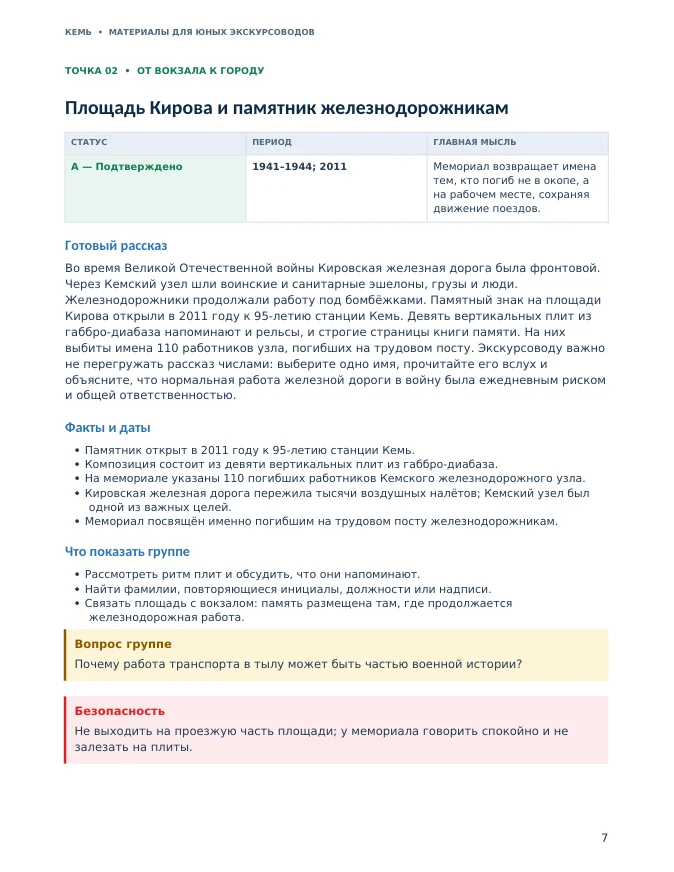 КЕМЬ • МАТЕРИАЛЫ ДЛЯ ЮНЫХ ЭКСКУРСОВОДОВ
ТОЧКА 02 • ОТ ВОКЗАЛА К ГОРОДУ
Площадь Кирова и памятник железнодорожникам
СТАТУС
ПЕРИОД
ГЛАВНАЯ МЫСЛЬ
А — Подтверждено
1941–1944; 2011
Мемориал возвращает имена
тем, кто погиб не в окопе, а
на рабочем месте, сохраняя
движение поездов.
Готовый рассказ
Во время Великой Отечественной войны Кировская железная дорога была фронтовой.
Через Кемский узел шли воинские и санитарные эшелоны, грузы и люди.
Железнодорожники продолжали работу под бомбёжками. Памятный знак на площади
Кирова открыли в 2011 году к 95-летию станции Кемь. Девять вертикальных плит из
габбро-диабаза напоминают и рельсы, и строгие страницы книги памяти. На них
выбиты имена 110 работников узла, погибших на трудовом посту. Экскурсоводу важно
не перегружать рассказ числами: выберите одно имя, прочитайте его вслух и
объясните, что нормальная работа железной дороги в войну была ежедневным риском
и общей ответственностью.
Факты и даты
• Памятник открыт в 2011 году к 95-летию станции Кемь.
• Композиция состоит из девяти вертикальных плит из габбро-диабаза.
• На мемориале указаны 110 погибших работников Кемского железнодорожного узла.
• Кировская железная дорога пережила тысячи воздушных налётов; Кемский узел был
одной из важных целей.
• Мемориал посвящён именно погибшим на трудовом посту железнодорожникам.
Что показать группе
• Рассмотреть ритм плит и обсудить, что они напоминают.
• Найти фамилии, повторяющиеся инициалы, должности или надписи.
• Связать площадь с вокзалом: память размещена там, где продолжается
железнодорожная работа.
Вопрос группе
Почему работа транспорта в тылу может быть частью военной истории?
Безопасность
Не выходить на проезжую часть площади; у мемориала говорить спокойно и не
залезать на плиты.
7